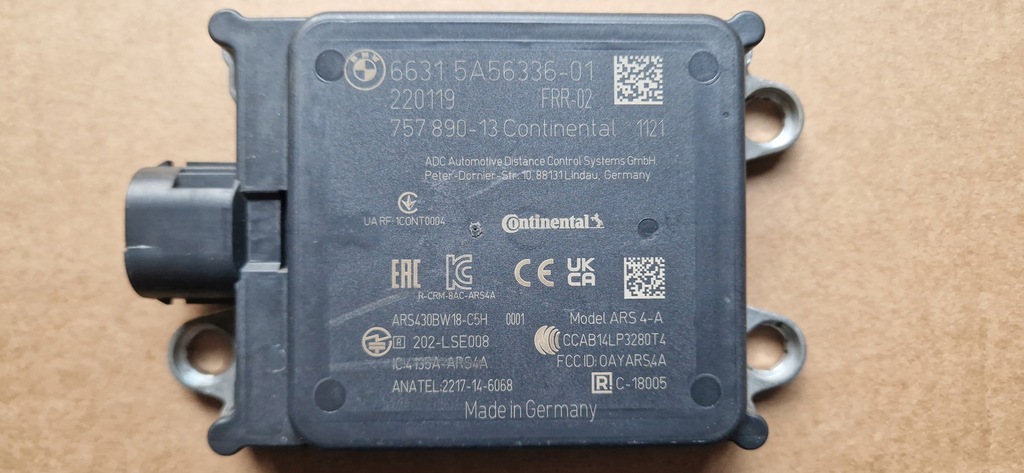 6631 5A56336-01
220119 FRR-02
757 890-13 Continental 1121
ADC Automotive Distance Control Systems GmbH
Peter-Dornier-Str. 10, 88131 Lindau, Germany
UA RF-1CONT0004
Continental
EAC
KC
CE
UK
CA
R-CRM-8AC-ARS4A
ARS430BW18-C5H 0001 Model ARS 4-A
R 202-LSE008 CCAB14LP3280T4
IC:4135A-ARS4A FCC ID: OAYARS4A
ANATEL:2217-14-6068 R C-18005
Made in Germany